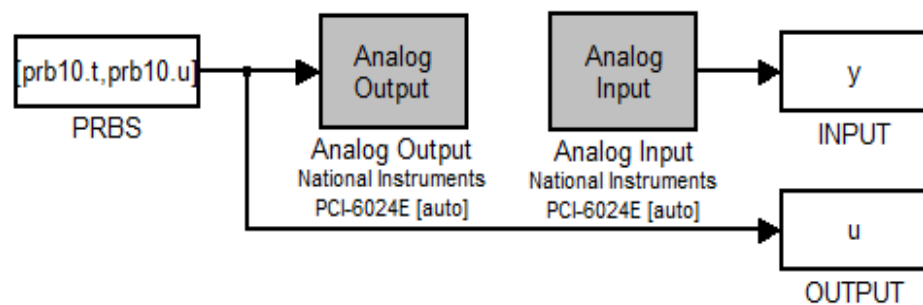 [prb10.t,prb10.u]
PRBS
Analog
Output
Analog Output
National Instruments
PCI-6024E [auto]
Analog
Input
Analog Input
National Instruments
PCI-6024E [auto]
y
INPUT
u
OUTPUT